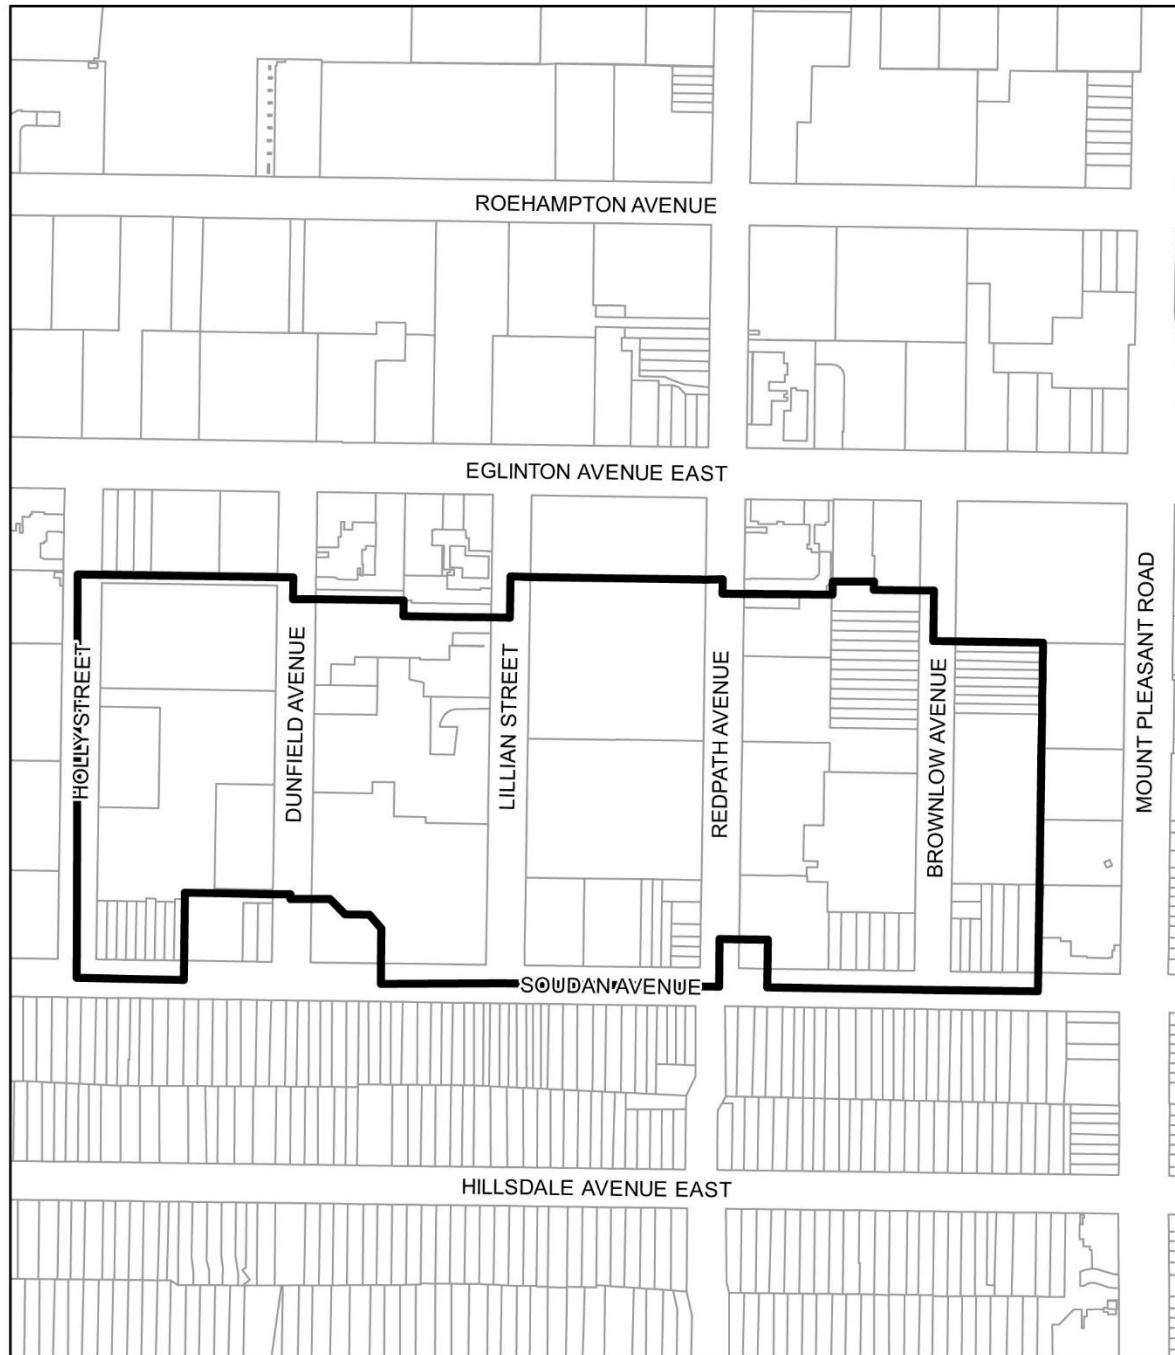 ROEHAMPTON AVENUE
EGLINTON AVENUE EAST
HOLLY STREET
DUNFIELD AVENUE
LILLIAN STREET
REDPATH AVENUE
BROWNLOW AVENUE
MOUNT PLEASANT ROAD
SOUDAN AVENUE
HILLSDALE AVENUE EAST